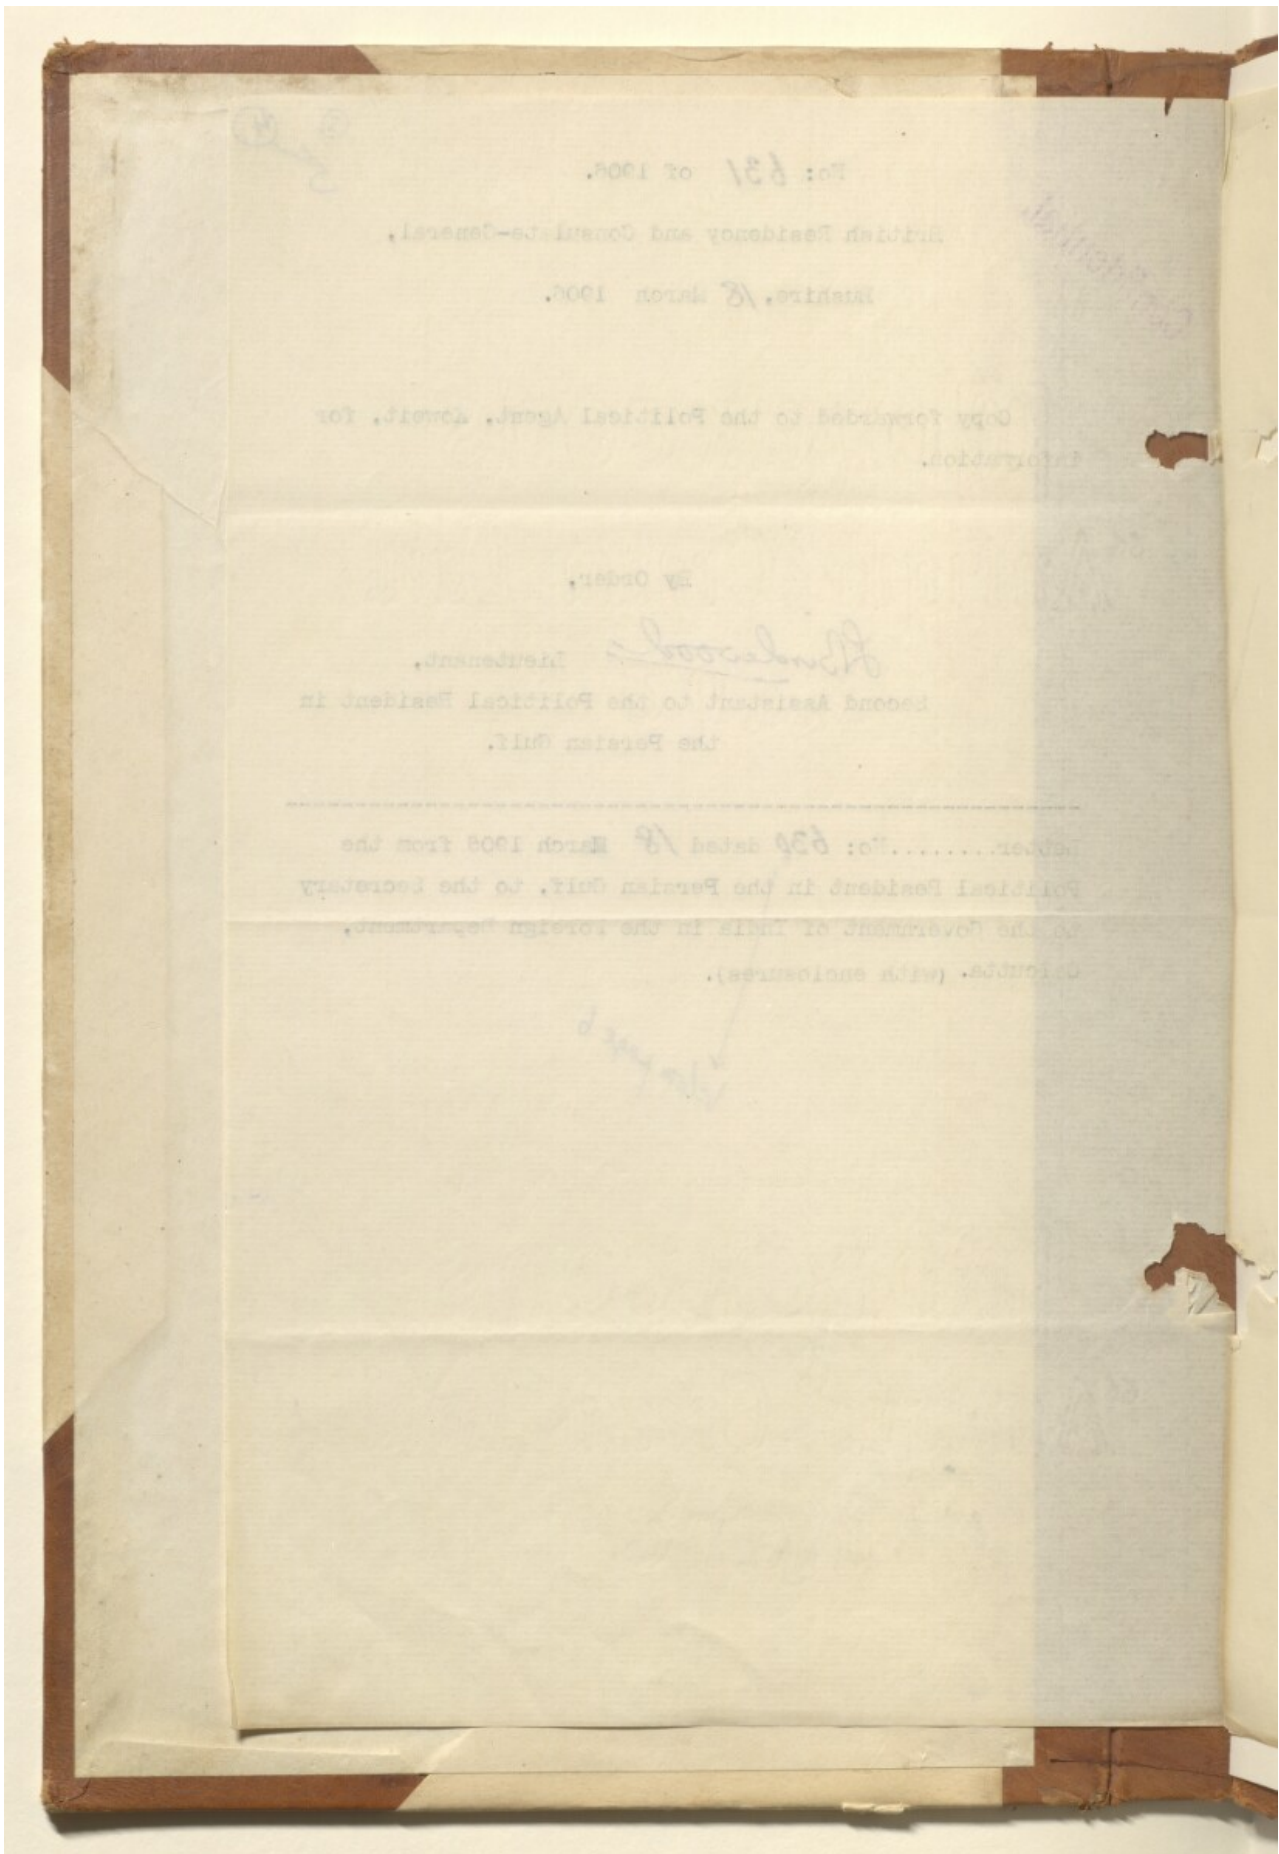 No: 631 of 1906.
British Residency and Consulate-General,
Bushire, 18 March 1906.
Confidential
Copy forwarded to the Political Agent, Koweit, for
information.
By Order,
Lieutenant,
Second Assistant to the Political Resident in
the Persian Gulf.
Letter.........No: 630 dated 18 March 1906 from the
Political Resident in the Persian Gulf, to the Secretary
to the Government of India in the Foreign Department,
Calcutta. (with enclosures).
page 6